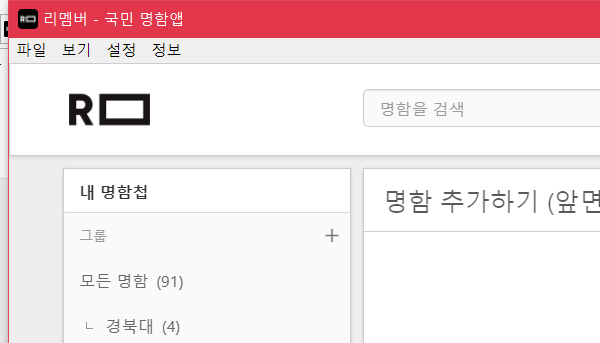 리멤버 - 국민 명함앱
파일 보기 설정 정보
R
명함을 검색
내 명함첩
그룹 +
모든 명함 (91)
ㄴ 경북대 (4)
명함 추가하기 (앞면